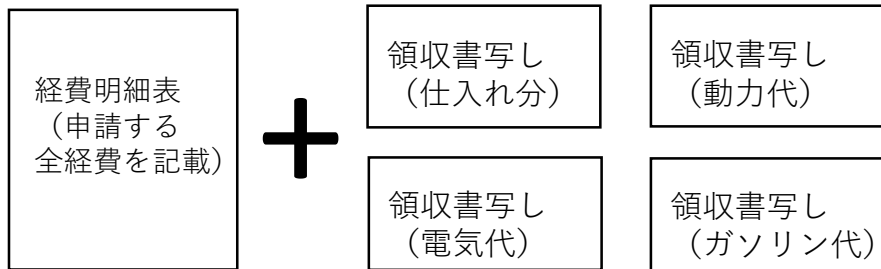 経費明細表
（申請する
全経費を記載）
領収書写し
（仕入れ分）
領収書写し
（動力代）
領収書写し
（電気代）
領収書写し
（ガソリン代）